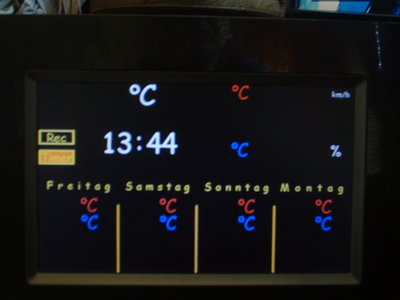 °C °C km/h
Rec
13:44 °C %
Timer
Freitag Samstag Sonntag Montag
°C °C °C °C
°C °C °C °C